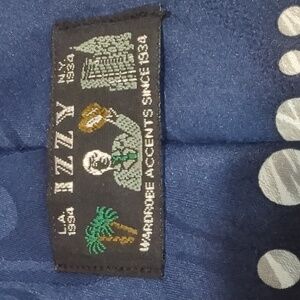 L.A. 1994
IZZY
N.Y. 1934
WARDROBE ACCENTS SINCE 1934